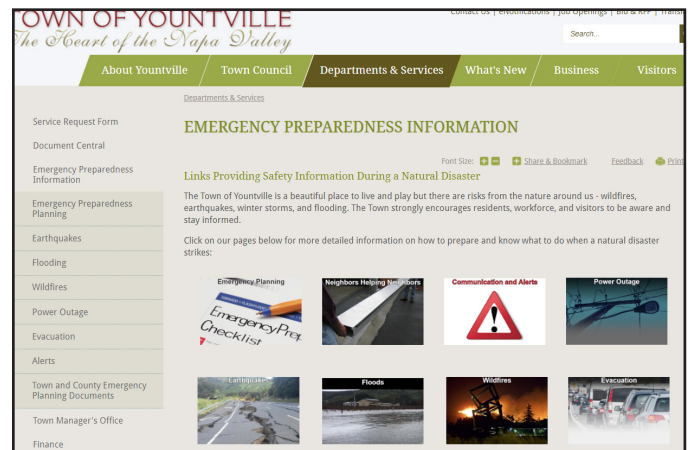 TOWN OF YOUNTVILLE
The Heart of the Napa Valley
Contact Us | eNotifications | Job Openings | Bid & RFP |
Search...
About Yountville
Town Council
Departments & Services
What's New
Business
Visitors
Departments & Services
Service Request Form
Document Central
Emergency Preparedness
Information
Emergency Preparedness
Planning
Earthquakes
Flooding
Wildfires
Power Outage
Evacuation
Alerts
Town and County Emergency
Planning Documents
Town Manager's Office
Finance
EMERGENCY PREPAREDNESS INFORMATION
Font Size:
Share & Bookmark
Feedback
Print
Links Providing Safety Information During a Natural Disaster
The Town of Yountville is a beautiful place to live and play but there are risks from the nature around us - wildfires,
earthquakes, winter storms, and flooding. The Town strongly encourages residents, workforce, and visitors to be aware and
stay informed.
Click on our pages below for more detailed information on how to prepare and know what to do when a natural disaster
strikes:
Emergency Planning
EmergencyPrep
Checklist
Neighbors Helping Neighbors
Communication and Alerts
Power Outage
Earthquake
Floods
Wildfires
Evacuation